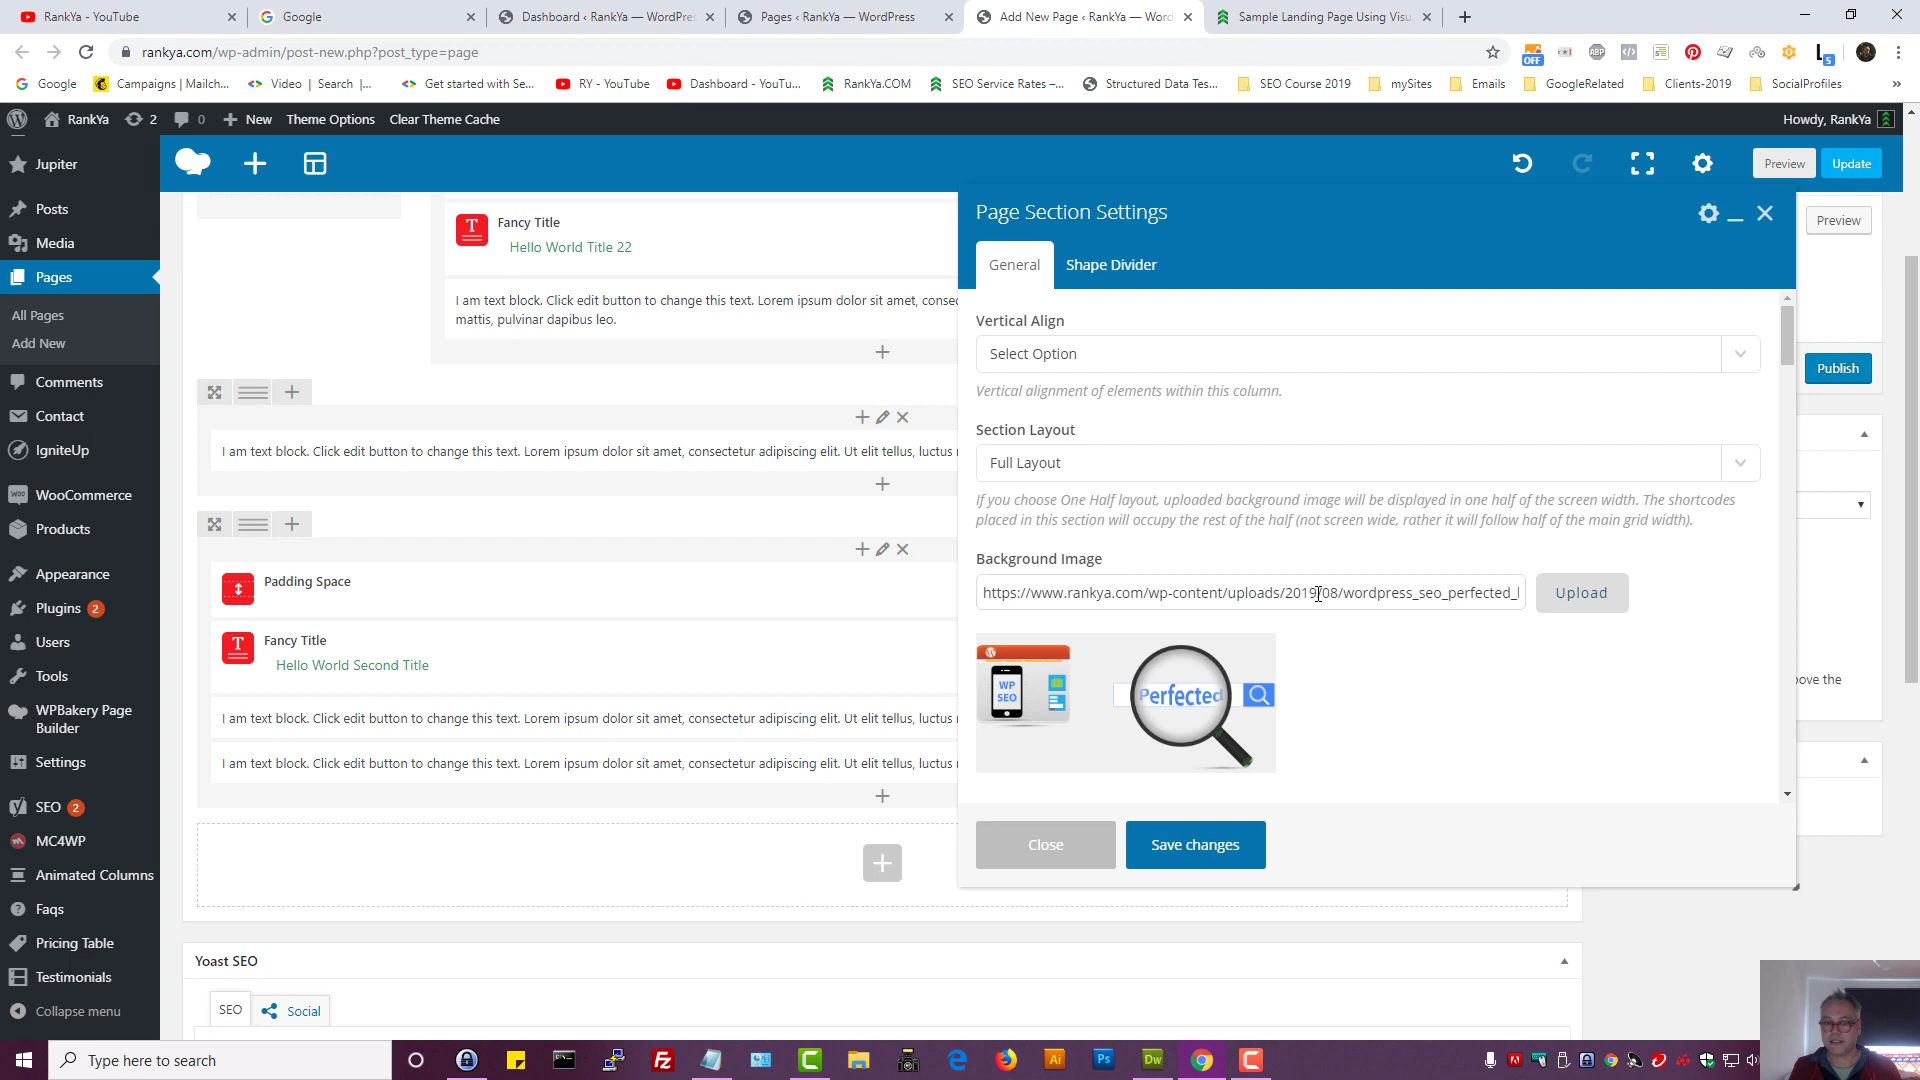 RankYa - YouTube
Google
Dashboard ‹ RankYa — WordPres
Pages ‹ RankYa — WordPress
Add New Page ‹ RankYa — Word
Sample Landing Page Using Visu
rankya.com/wp-admin/post-new.php?post_type=page
OFF
ABP
5
Google
Campaigns | Mailch...
Video | Search |...
Get started with Se...
RY - YouTube
Dashboard - YouTu...
RankYa.COM
SEO Service Rates –...
Structured Data Tes...
SEO Course 2019
mySites
Emails
GoogleRelated
Clients-2019
SocialProfiles
»
RankYa
2
0
New
Theme Options
Clear Theme Cache
Howdy, RankYa
Jupiter
Posts
Media
Pages
All Pages
Add New
Comments
Contact
IgniteUp
WooCommerce
Products
Appearance
Plugins 2
Users
Tools
WPBakery Page
Builder
Settings
SEO 2
MC4WP
Animated Columns
Faqs
Pricing Table
Testimonials
Collapse menu
Preview
Update
Fancy Title
Hello World Title 22
I am text block. Click edit button to change this text. Lorem ipsum dolor sit amet, consec
mattis, pulvinar dapibus leo.
I am text block. Click edit button to change this text. Lorem ipsum dolor sit amet, consectetur adipiscing elit. Ut elit tellus, luctus
Padding Space
Fancy Title
Hello World Second Title
I am text block. Click edit button to change this text. Lorem ipsum dolor sit amet, consectetur adipiscing elit. Ut elit tellus, luctus
I am text block. Click edit button to change this text. Lorem ipsum dolor sit amet, consectetur adipiscing elit. Ut elit tellus, luctus
Yoast SEO
SEO
Social
Page Section Settings
General
Shape Divider
Vertical Align
Select Option
Vertical alignment of elements within this column.
Section Layout
Full Layout
If you choose One Half layout, uploaded background image will be displayed in one half of the screen width. The shortcodes
placed in this section will occupy the rest of the half (not screen wide, rather it will follow half of the main grid width).
Background Image
https://www.rankya.com/wp-content/uploads/2019/08/wordpress_seo_perfected_
Upload
WP
SEO
Perfected
Close
Save changes
Preview
Publish
ove the
Type here to search